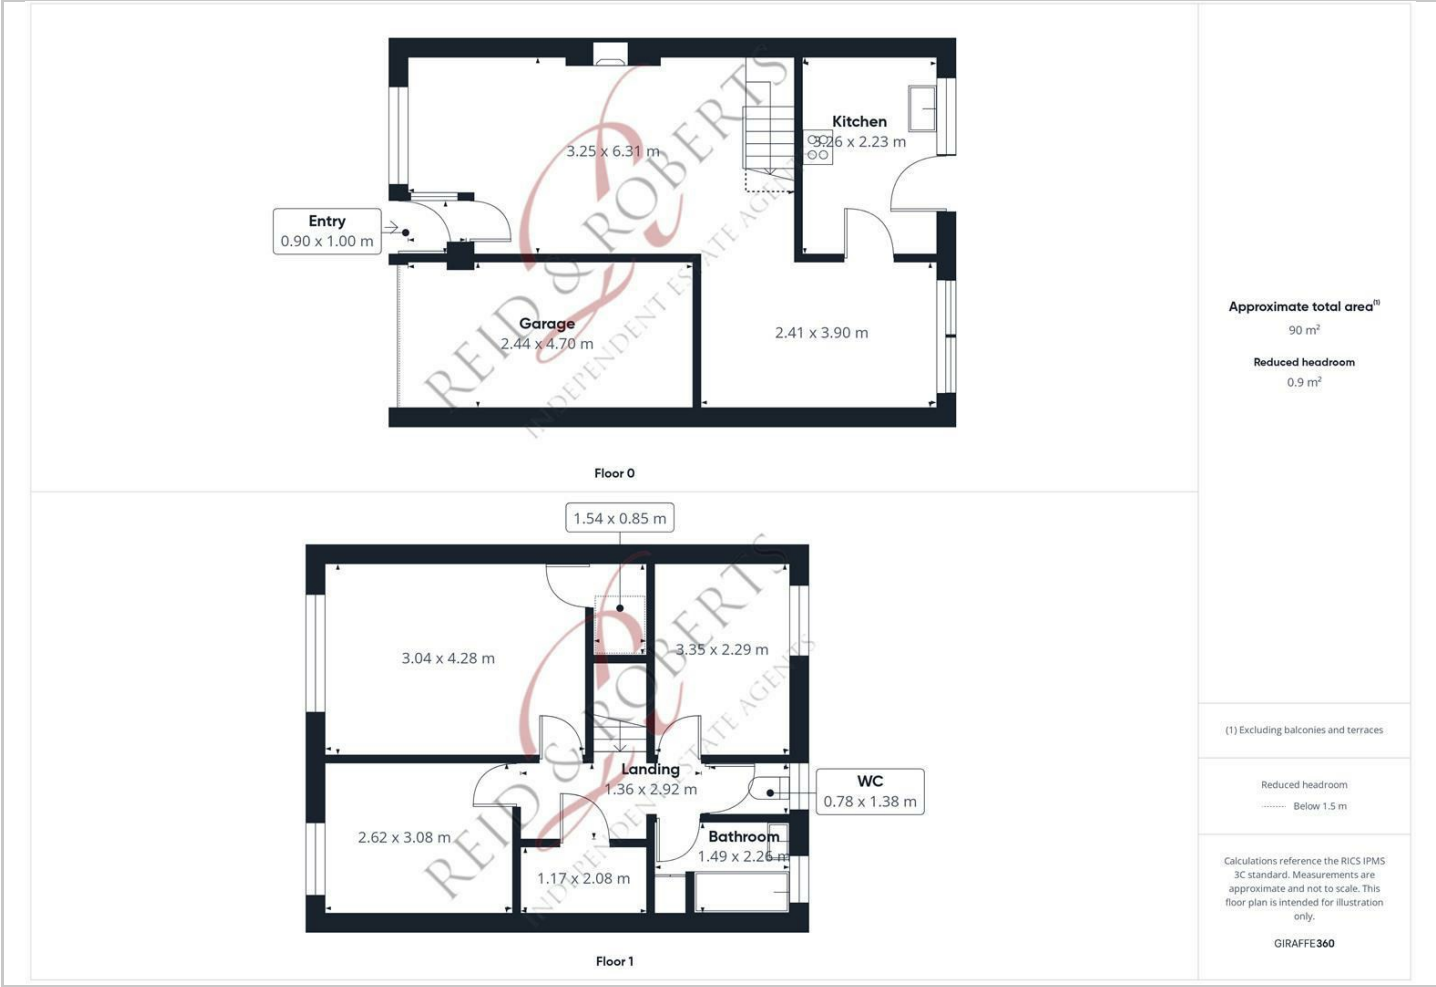 Entry
0.90 x 1.00 m
3.25 x 6.31 m
Kitchen
3.26 x 2.23 m
Garage
2.44 x 4.70 m
2.41 x 3.90 m
REID & ROBERTS
INDEPENDENT ESTATE AGENTS
Floor 0
1.54 x 0.85 m
3.04 x 4.28 m
3.35 x 2.29 m
Landing
1.36 x 2.92 m
WC
0.78 x 1.38 m
2.62 x 3.08 m
Bathroom
1.49 x 2.26 m
1.17 x 2.08 m
REID & ROBERTS
INDEPENDENT ESTATE AGENTS
Floor 1
Approximate total area(1)
90 m²
Reduced headroom
0.9 m²
(1) Excluding balconies and terraces
Reduced headroom
Below 1.5 m
Calculations reference the RICS IPMS
3C standard. Measurements are
approximate and not to scale. This
floor plan is intended for illustration
only.
GIRAFFE360